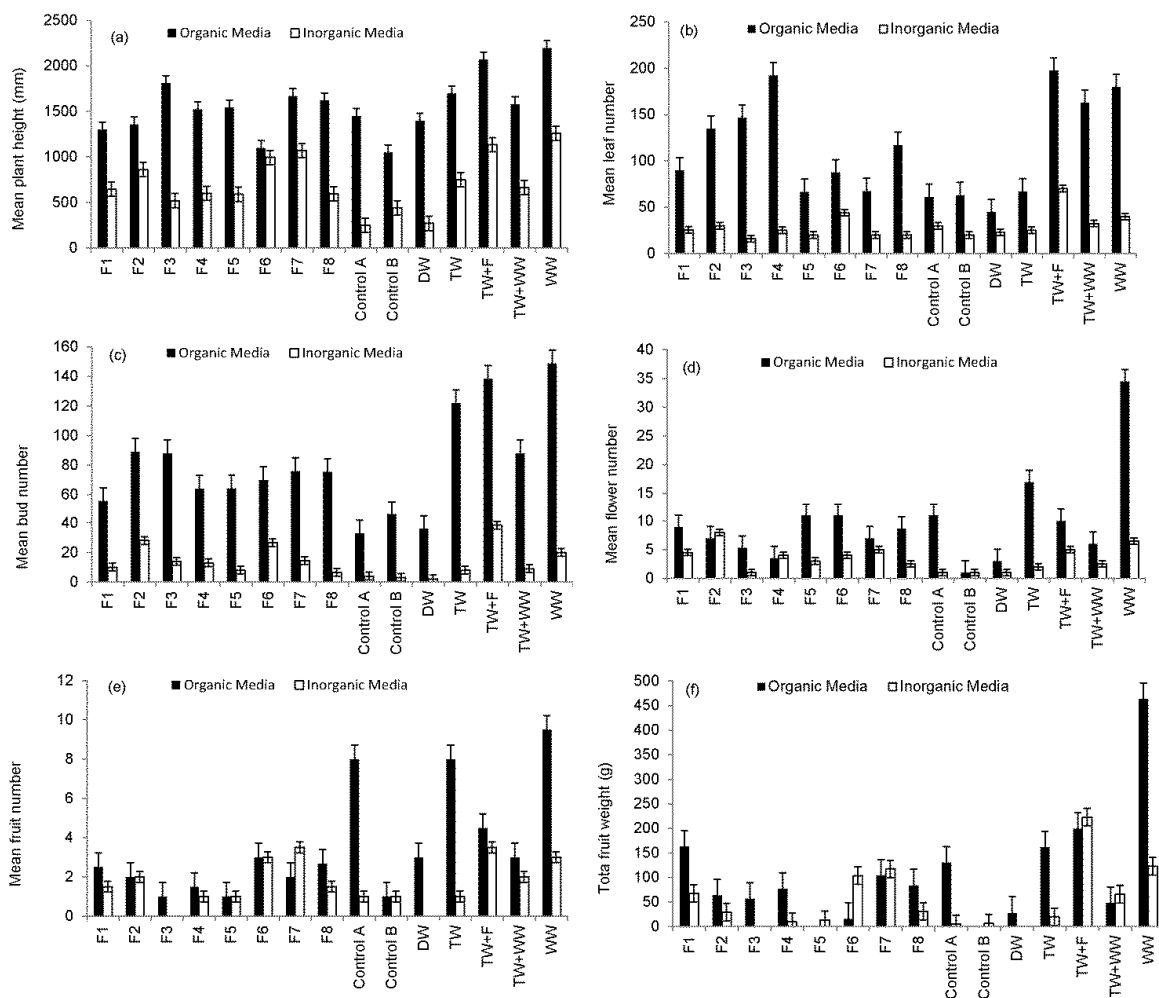 (a)
Organic Media
Inorganic Media
Mean plant height (mm)
2500
2000
1500
1000
500
0
F1
F2
F3
F4
F5
F6
F7
F8
Control A
Control B
DW
TW
TW+F
TW+WW
WW
(b)
Organic Media
Inorganic Media
Mean leaf number
250
200
150
100
50
0
F1
F2
F3
F4
F5
F6
F7
F8
Control A
Control B
DW
TW
TW+F
TW+WW
WW
(c)
Organic Media
Inorganic Media
Mean bud number
160
140
120
100
80
60
40
20
0
F1
F2
F3
F4
F5
F6
F7
F8
Control A
Control B
DW
TW
TW+F
TW+WW
WW
(d)
Organic Media
Inorganic Media
Mean flower number
40
35
30
25
20
15
10
5
0
F1
F2
F3
F4
F5
F6
F7
F8
Control A
Control B
DW
TW
TW+F
TW+WW
WW
(e)
Organic Media
Inorganic Media
Mean fruit number
12
10
8
6
4
2
0
F1
F2
F3
F4
F5
F6
F7
F8
Control A
Control B
DW
TW
TW+F
TW+WW
WW
(f)
Organic Media
Inorganic Media
Tota fruit weight (g)
500
450
400
350
300
250
200
150
100
50
0
F1
F2
F3
F4
F5
F6
F7
F8
Control A
Control B
DW
TW
TW+F
TW+WW
WW